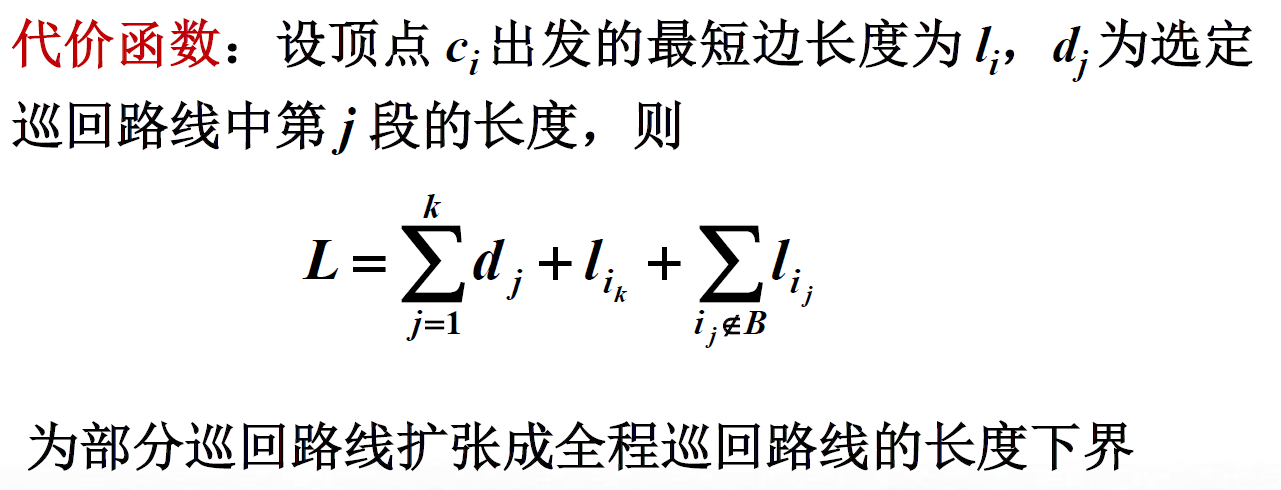 代价函数：设顶点 cᵢ 出发的最短边长度为 lᵢ，dⱼ 为选定
巡回路线中第 j 段的长度，则
$L = \sum_{j=1}^{k} d_j + l_{i_k} + \sum_{i_j \notin B} l_{i_j}$
为部分巡回路线扩张成全程巡回路线的长度下界